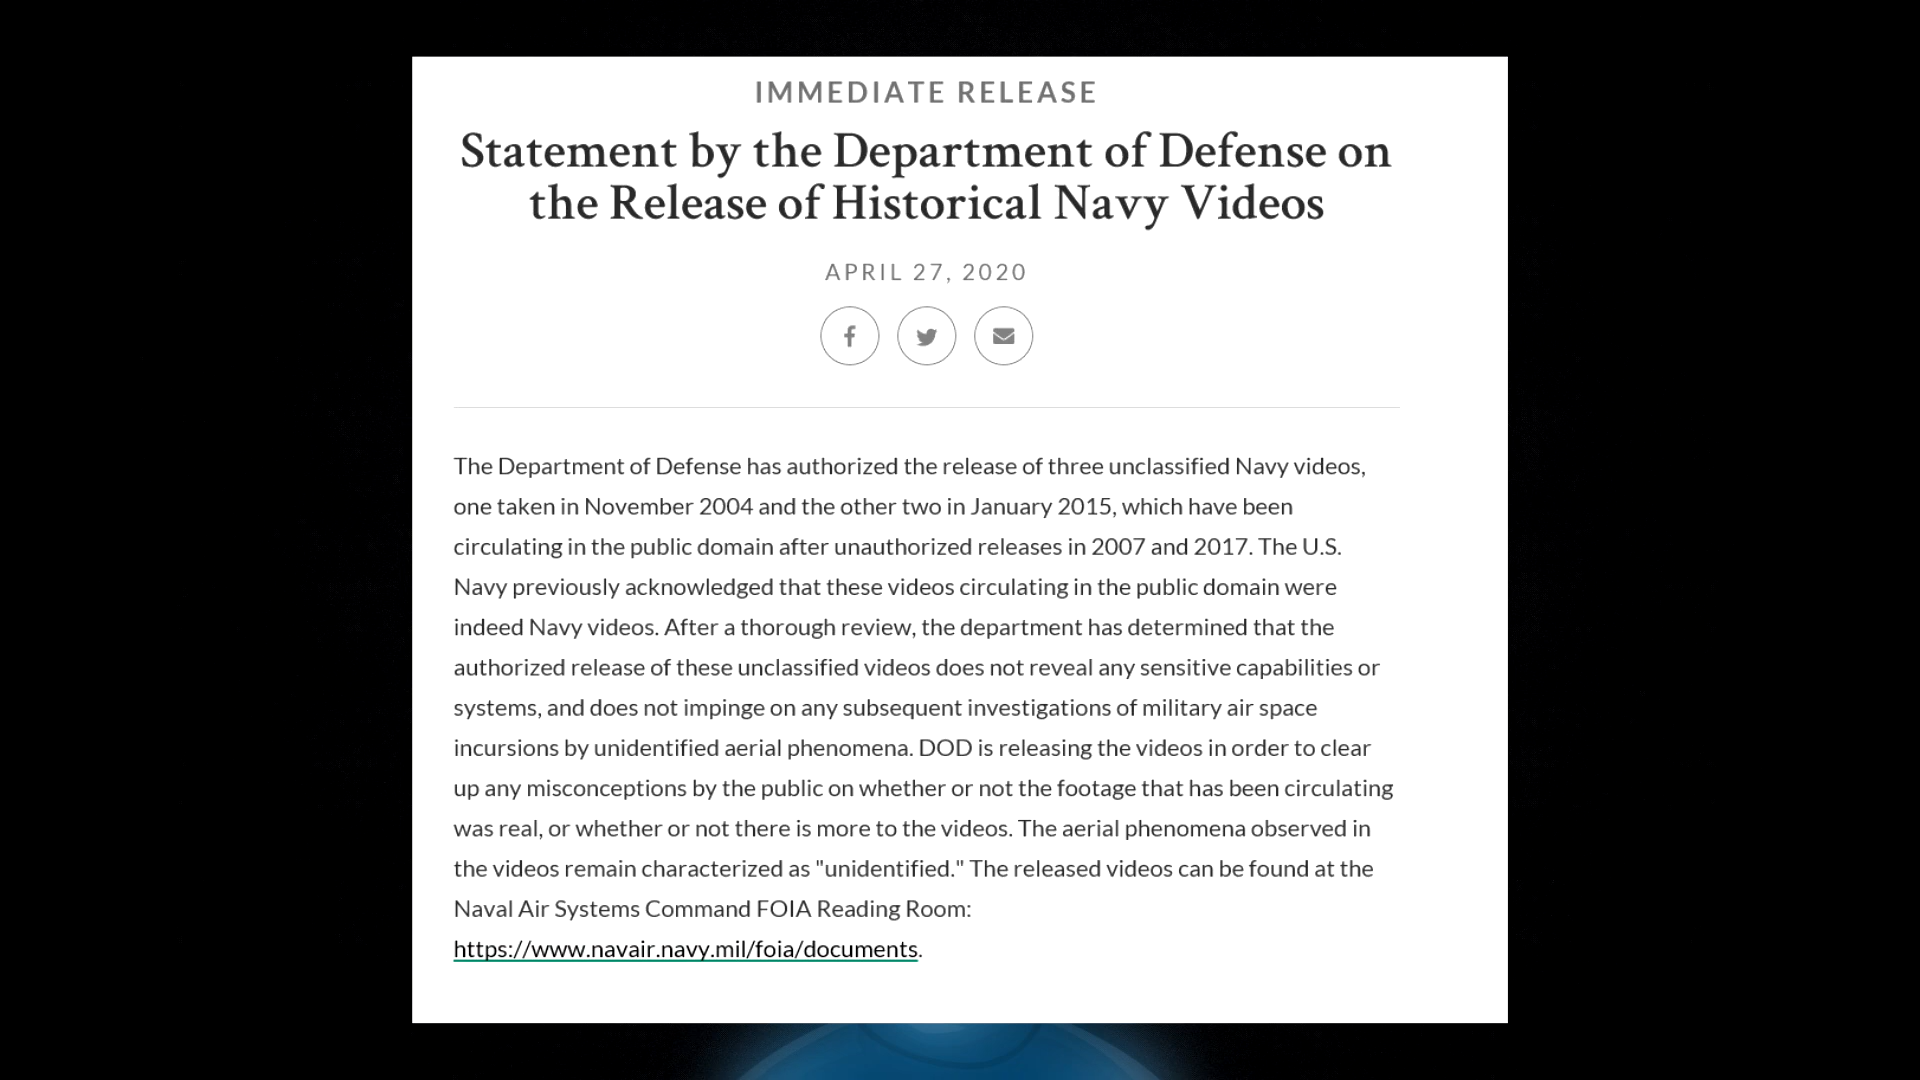 IMMEDIATE RELEASE
Statement by the Department of Defense on
the Release of Historical Navy Videos
APRIL 27, 2020
The Department of Defense has authorized the release of three unclassified Navy videos,
one taken in November 2004 and the other two in January 2015, which have been
circulating in the public domain after unauthorized releases in 2007 and 2017. The U.S.
Navy previously acknowledged that these videos circulating in the public domain were
indeed Navy videos. After a thorough review, the department has determined that the
authorized release of these unclassified videos does not reveal any sensitive capabilities or
systems, and does not impinge on any subsequent investigations of military air space
incursions by unidentified aerial phenomena. DOD is releasing the videos in order to clear
up any misconceptions by the public on whether or not the footage that has been circulating
was real, or whether or not there is more to the videos. The aerial phenomena observed in
the videos remain characterized as "unidentified." The released videos can be found at the
Naval Air Systems Command FOIA Reading Room:
https://www.navair.navy.mil/foia/documents.